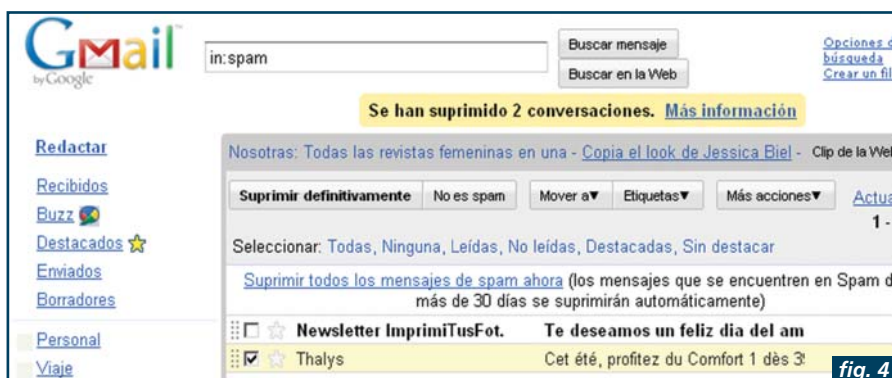 Gmail™
by Google
in:spam
Buscar mensaje
Buscar en la Web
Opciones d
búsqueda
Crear un fil
Se han suprimido 2 conversaciones. Más información
Redactar
Recibidos
Buzz
Destacados
Enviados
Borradores
Personal
Viaje
Nosotras: Todas las revistas femeninas en una - Copia el look de Jessica Biel - Clip de la Web
Suprimir definitivamente No es spam Mover a▼ Etiquetas▼ Más acciones▼ Actua
1 -
Seleccionar: Todas, Ninguna, Leídas, No leídas, Destacadas, Sin destacar
Suprimir todos los mensajes de spam ahora (los mensajes que se encuentren en Spam d
más de 30 días se suprimirán automáticamente)
Newsletter ImprimiTusFot. Te deseamos un feliz dia del am
Thalys Cet été, profitez du Comfort 1 dès
fig. 4